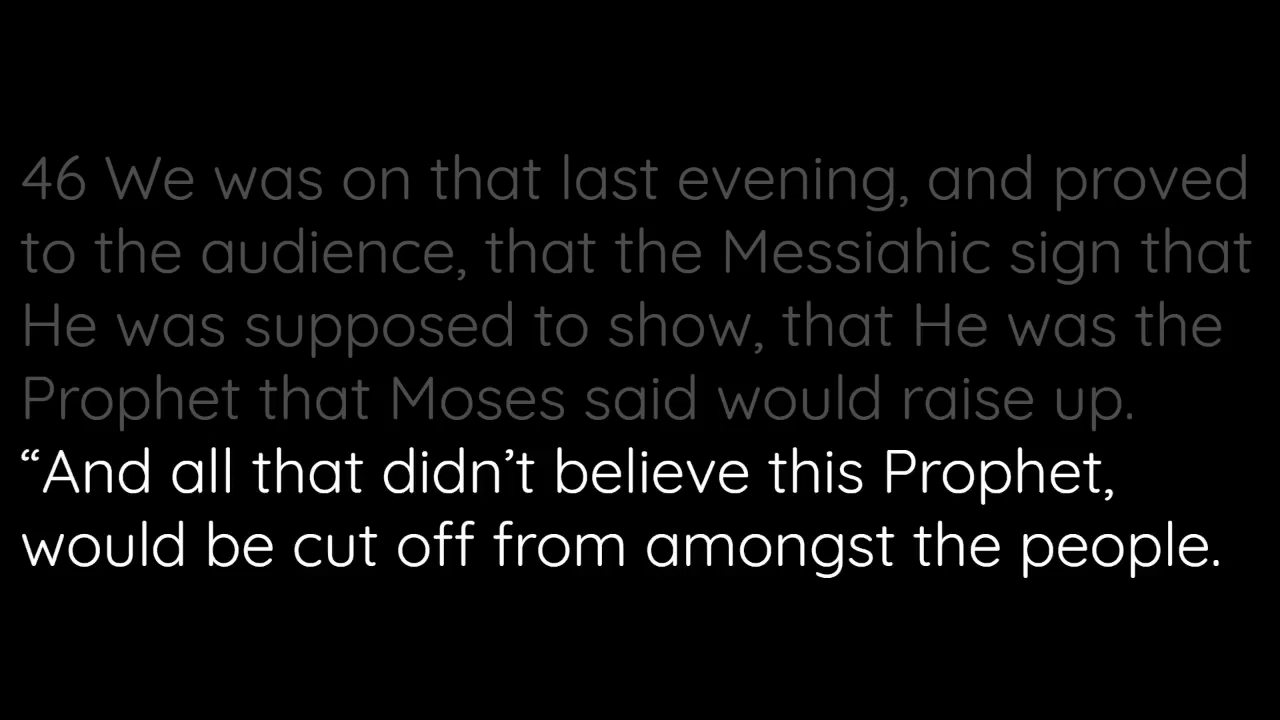 46 We was on that last evening, and proved
to the audience, that the Messiahic sign that
He was supposed to show, that He was the
Prophet that Moses said would raise up.
“And all that didn’t believe this Prophet,
would be cut off from amongst the people.